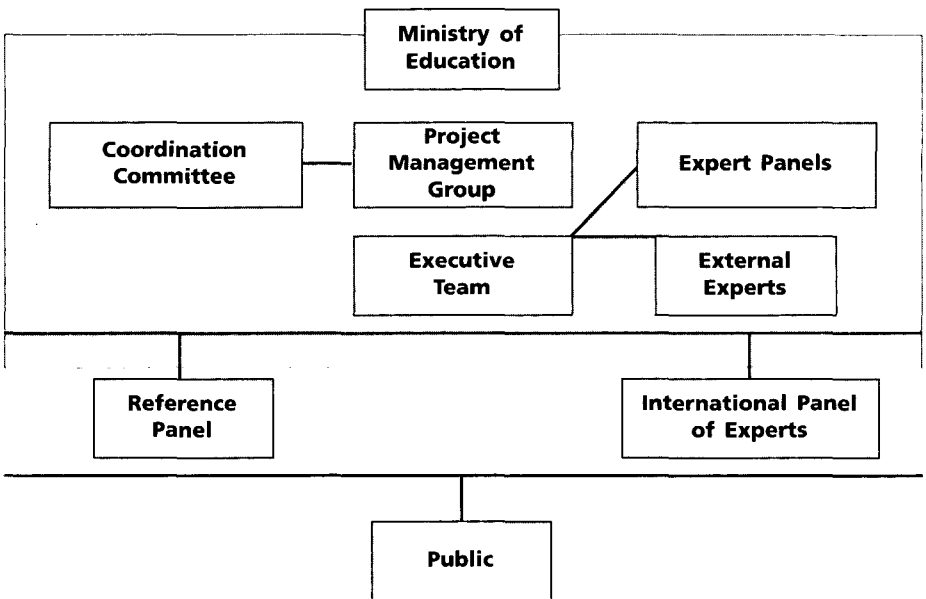 Ministry of
Education
Coordination
Committee
Project
Management
Group
Expert Panels
Executive
Team
External
Experts
Reference
Panel
International Panel
of Experts
Public